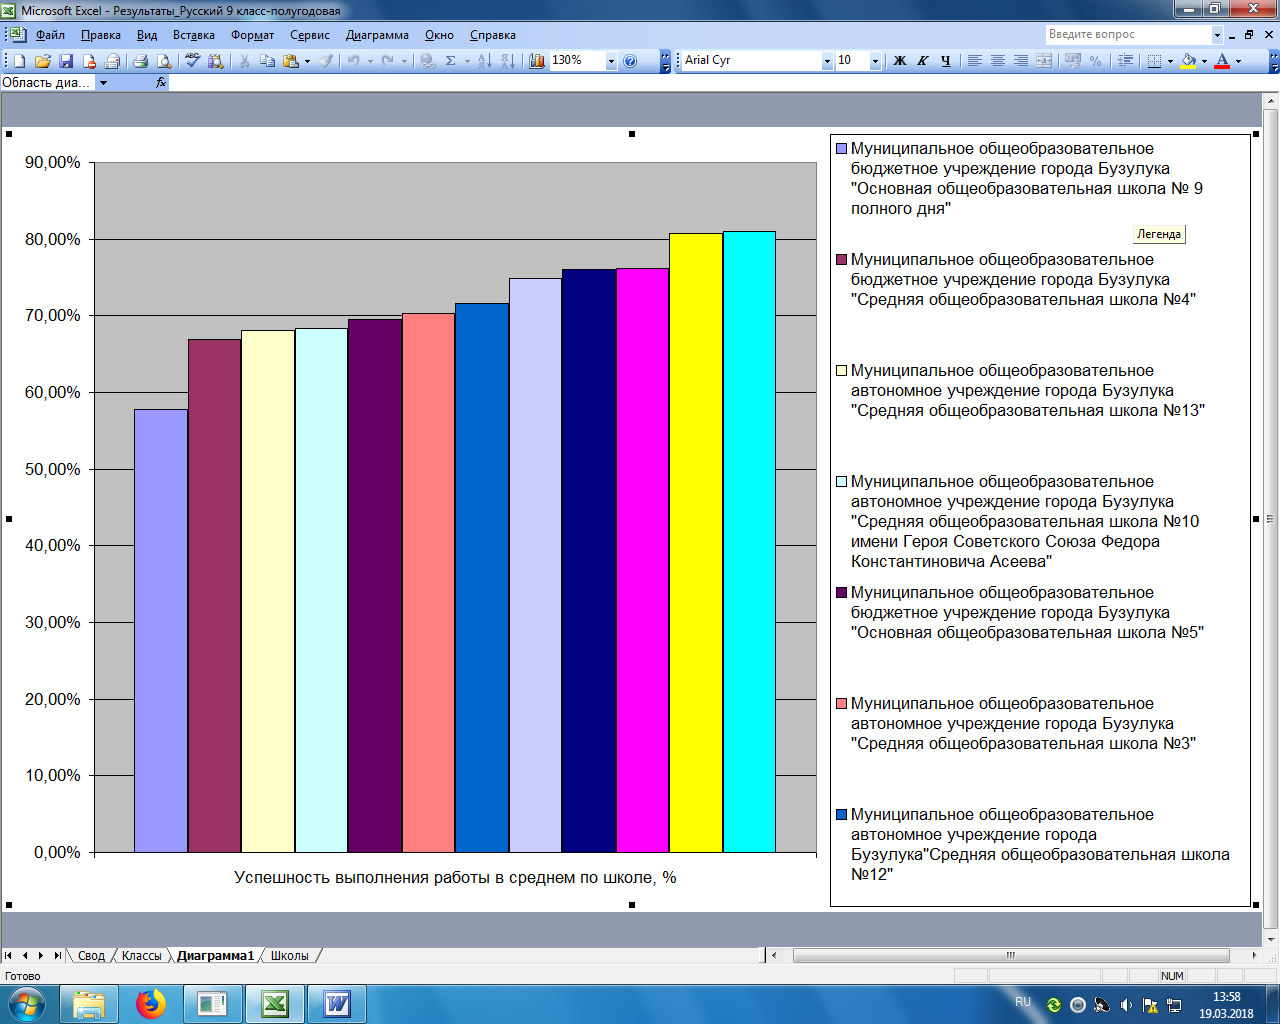 Microsoft Excel - Результаты_Русский 9 класс-полугодовая
Файл Правка Вид Вставка Формат Сервис Диаграмма Окно Справка
Введите вопрос
130%
Arial Cyr
10
Ж К Ч
Область диа...
fx
90,00%
80,00%
70,00%
60,00%
50,00%
40,00%
30,00%
20,00%
10,00%
0,00%
Успешность выполнения работы в среднем по школе, %
Муниципальное общеобразовательное
бюджетное учреждение города Бузулука
"Основная общеобразовательная школа № 9
полного дня"
Легенда
Муниципальное общеобразовательное
бюджетное учреждение города Бузулука
"Средняя общеобразовательная школа №4"
Муниципальное общеобразовательное
автономное учреждение города Бузулука
"Средняя общеобразовательная школа №13"
Муниципальное общеобразовательное
автономное учреждение города Бузулука
"Средняя общеобразовательная школа №10
имени Героя Советского Союза Федора
Константиновича Асеева"
Муниципальное общеобразовательное
бюджетное учреждение города Бузулука
"Основная общеобразовательная школа №5"
Муниципальное общеобразовательное
автономное учреждение города Бузулука
"Средняя общеобразовательная школа №3"
Муниципальное общеобразовательное
автономное учреждение города
Бузулука"Средняя общеобразовательная школа
№12"
Свод Классы Диаграмма1 Школы
Готово
NUM
RU
13:58
19.03.2018